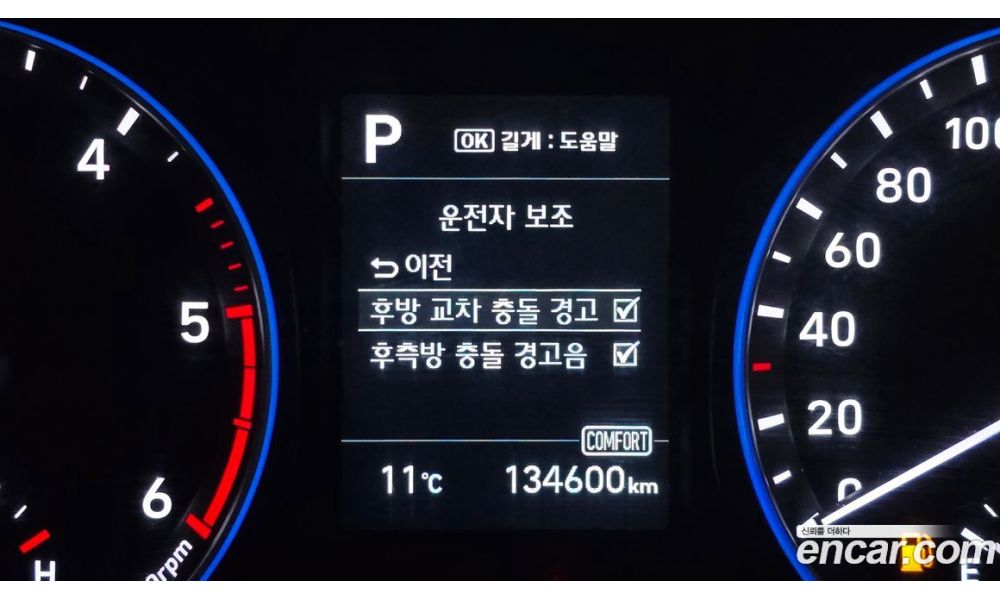 P
OK 길게 : 도움말
운전자 보조
이전
후방 교차 충돌 경고
후측방 충돌 경고음
COMFORT
11℃ 134600km
4
5
6
H
100
80
60
40
20
0
신뢰를 더하다
encar.com